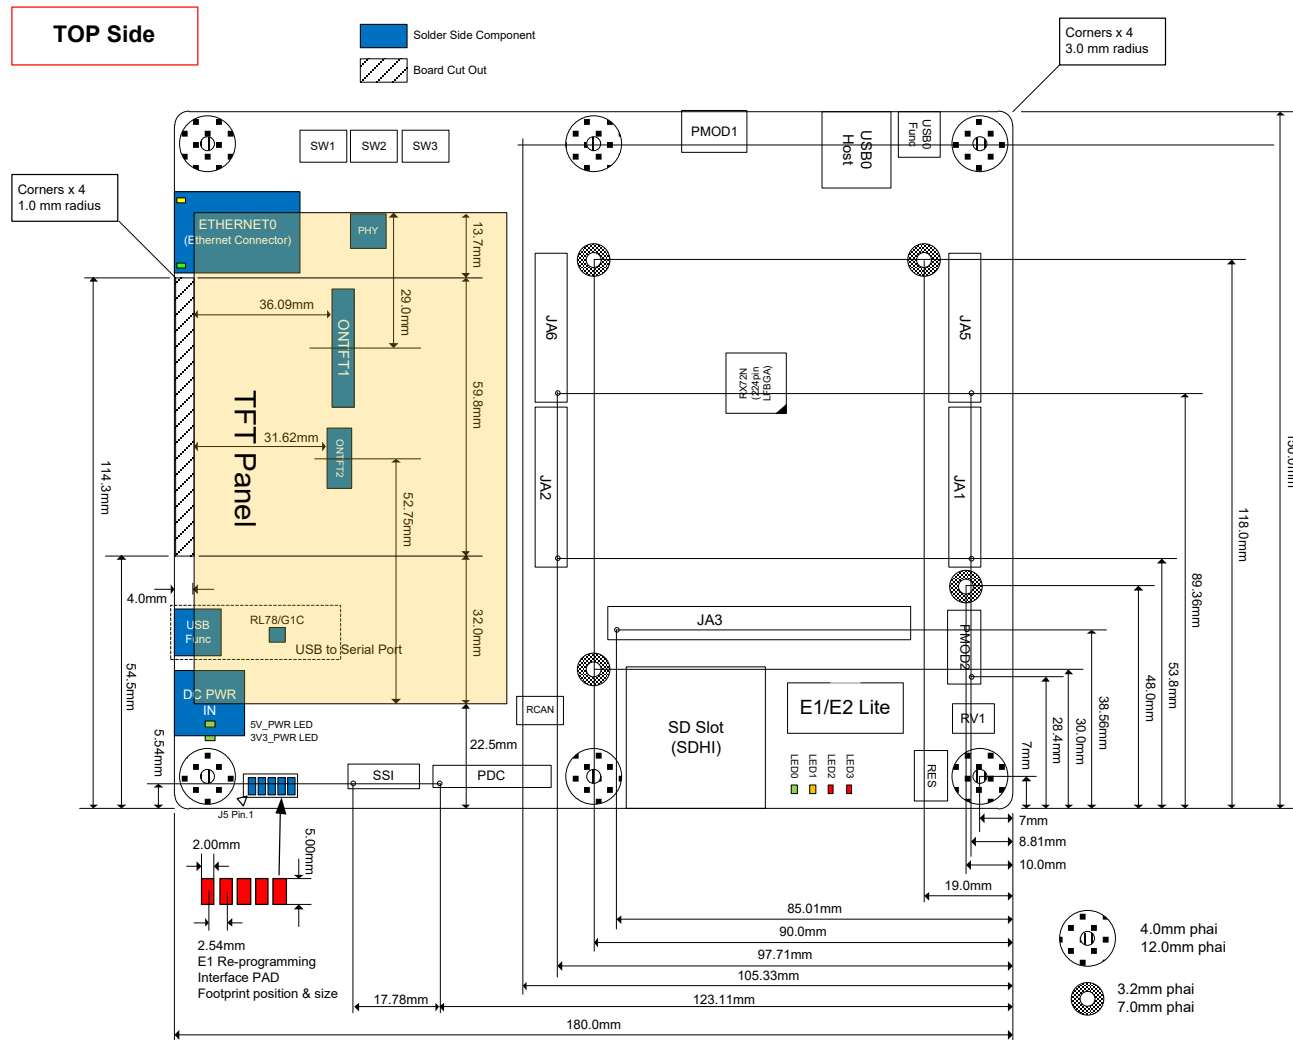 TOP Side
Solder Side Component
Board Cut Out
Corners x 4
3.0 mm radius
Corners x 4
1.0 mm radius
SW1
SW2
SW3
PMOD1
USB0
Host
USB0
Func
ETHERNET0
(Ethernet Connector)
PHY
13.7mm
29.0mm
36.09mm
ONTFT1
59.8mm
TFT Panel
31.62mm
ONTFT2
52.75mm
114.3mm
4.0mm
32.0mm
USB
Func
RL78/G1C
USB to Serial Port
54.5mm
DC PWR
IN
5V_PWR LED
3V3_PWR LED
5.54mm
22.5mm
JA6
JA5
RX72N
(224pin
LFBGA)
JA2
JA1
JA3
PMOD2
RCAN
SD Slot
(SDHI)
E1/E2 Lite
RV1
LED0
LED1
LED2
LED3
RES
SSI
PDC
J5 Pin.1
150.0mm
118.0mm
89.36mm
53.8mm
48.0mm
38.56mm
30.0mm
28.4mm
7mm
7mm
8.81mm
10.0mm
19.0mm
85.01mm
90.0mm
97.71mm
105.33mm
17.78mm
123.11mm
180.0mm
2.00mm
5.00mm
2.54mm
E1 Re-programming
Interface PAD
Footprint position & size
4.0mm phai
12.0mm phai
3.2mm phai
7.0mm phai